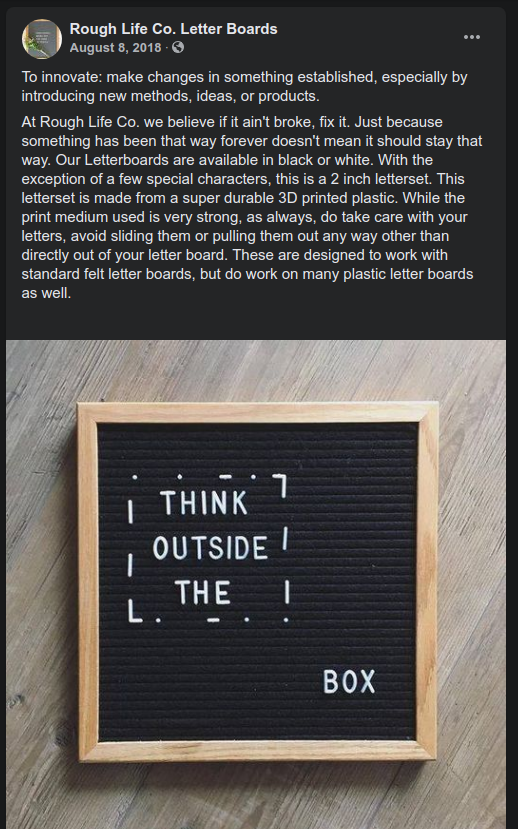 Rough Life Co. Letter Boards
August 8, 2018 ·
To innovate: make changes in something established, especially by
introducing new methods, ideas, or products.
At Rough Life Co. we believe if it ain't broke, fix it. Just because
something has been that way forever doesn't mean it should stay that
way. Our Letterboards are available in black or white. With the
exception of a few special characters, this is a 2 inch letterset. This
letterset is made from a super durable 3D printed plastic. While the
print medium used is very strong, as always, do take care with your
letters, avoid sliding them or pulling them out any way other than
directly out of your letter board. These are designed to work with
standard felt letter boards, but do work on many plastic letter boards
as well.
THINK
OUTSIDE
THE
BOX